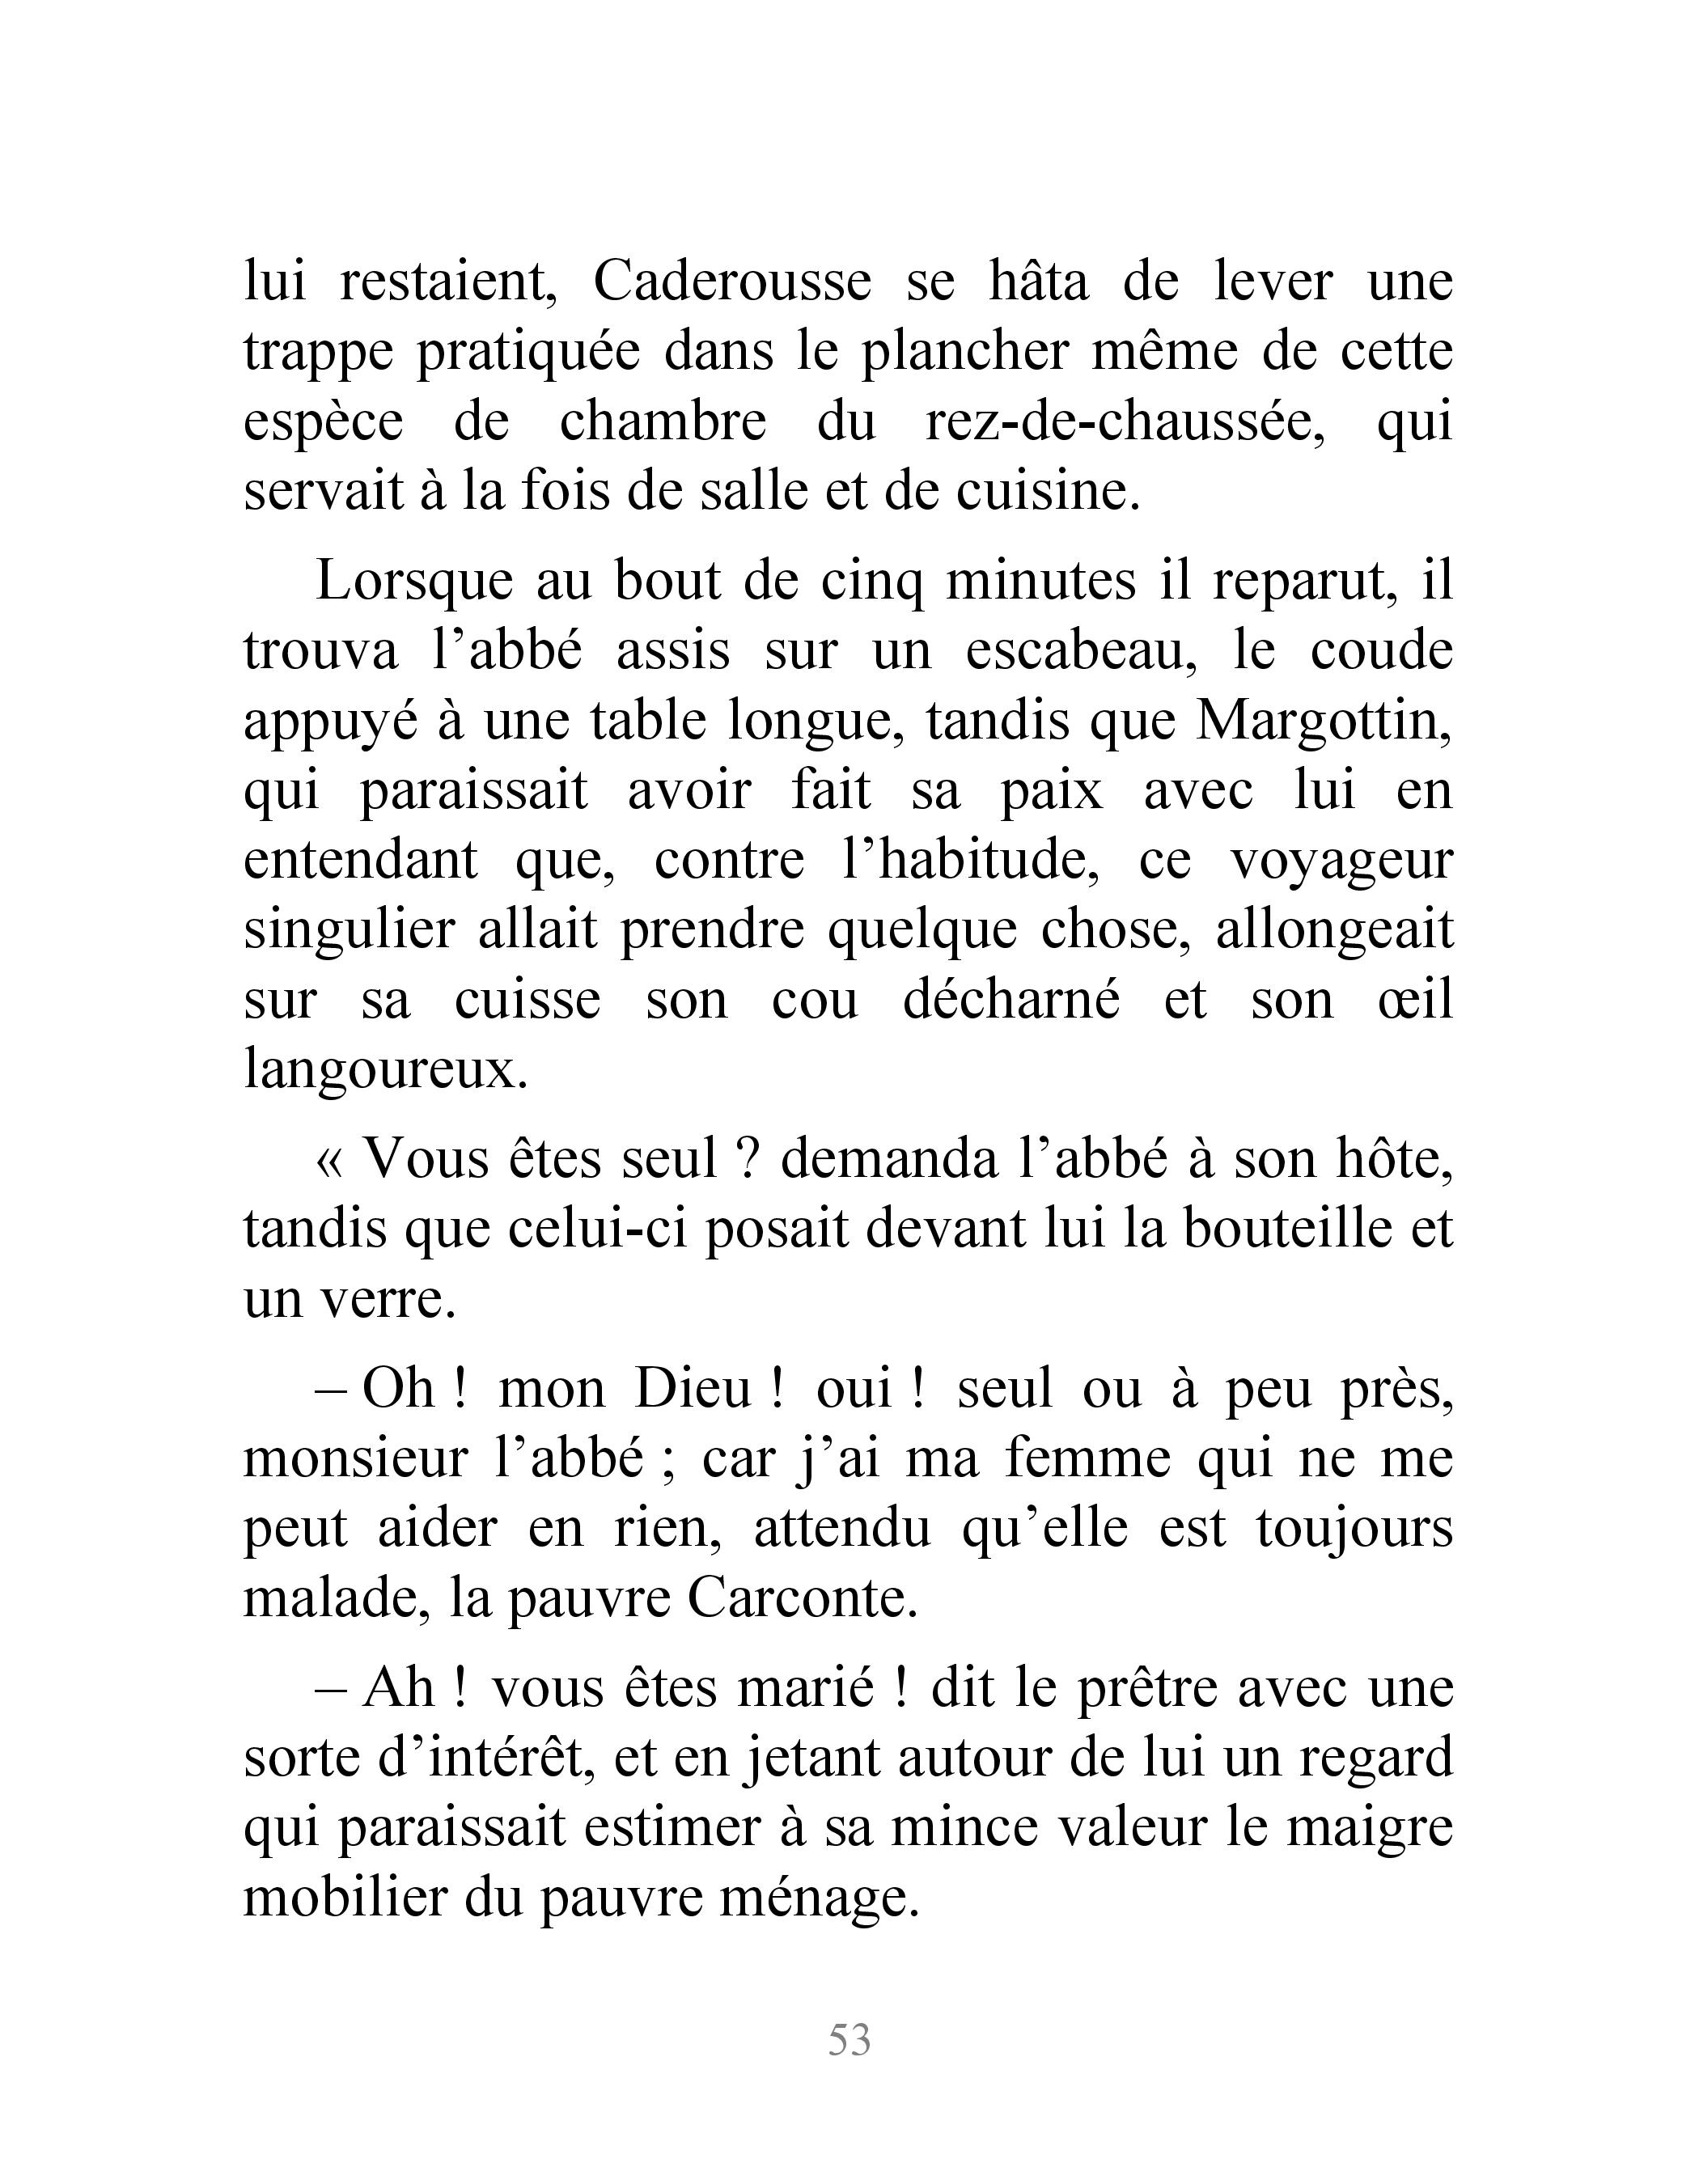 lui restaient, Caderousse se hâta de lever une
trappe pratiquée dans le plancher même de cette
espèce de chambre du rez-de-chaussée, qui
servait à la fois de salle et de cuisine.
Lorsque au bout de cinq minutes il reparut, il
trouva l’abbé assis sur un escabeau, le coude
appuyé à une table longue, tandis que Margottin,
qui paraissait avoir fait sa paix avec lui en
entendant que, contre l’habitude, ce voyageur
singulier allait prendre quelque chose, allongeait
sur sa cuisse son cou décharné et son œil
langoureux.
« Vous êtes seul ? demanda l’abbé à son hôte,
tandis que celui-ci posait devant lui la bouteille et
un verre.
– Oh ! mon Dieu ! oui ! seul ou à peu près,
monsieur l’abbé ; car j’ai ma femme qui ne me
peut aider en rien, attendu qu’elle est toujours
malade, la pauvre Carconte.
– Ah ! vous êtes marié ! dit le prêtre avec une
sorte d’intérêt, et en jetant autour de lui un regard
qui paraissait estimer à sa mince valeur le maigre
mobilier du pauvre ménage.
53